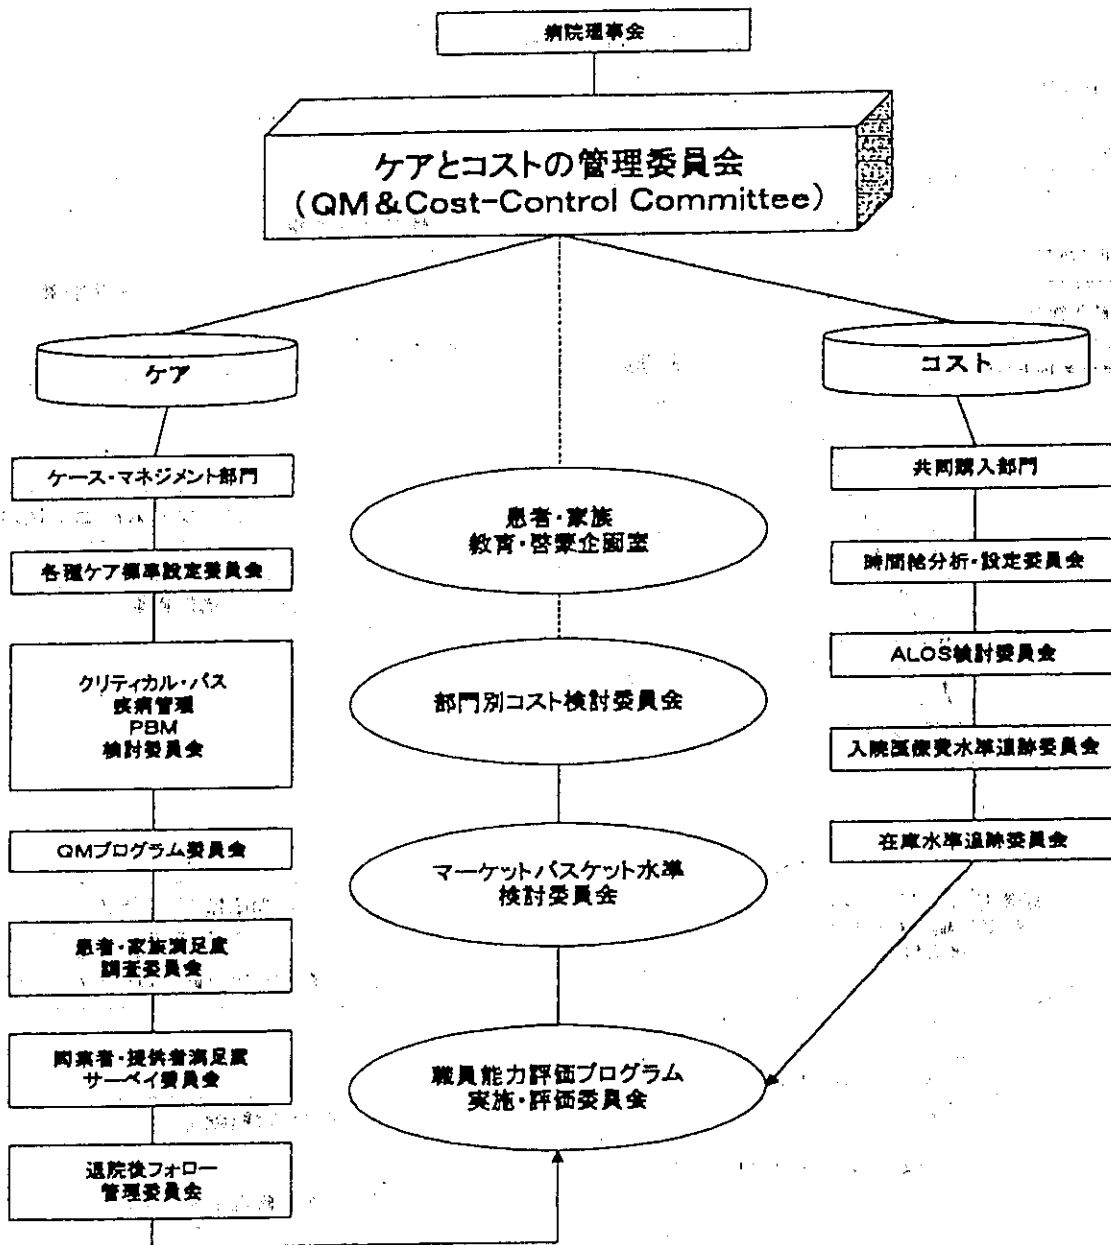 病院理事会
ケアとコストの管理委員会
(QM&Cost-Control Committee)
ケア
コスト
ケース・マネジメント部門
各種ケア標準設定委員会
クリティカル・パス
疾病管理
PBM
検討委員会
QMプログラム委員会
患者・家族満足度
調査委員会
開業者・提供者満足度
サーベイ委員会
退院後フォロー
管理委員会
患者・家族
教育・啓蒙企画室
部門別コスト検討委員会
マーケットバスケット水準
検討委員会
職員能力評価プログラム
実施・評価委員会
共同購入部門
時間給分析・設定委員会
ALOS検討委員会
入院医療費水準追跡委員会
在庫水準追跡委員会